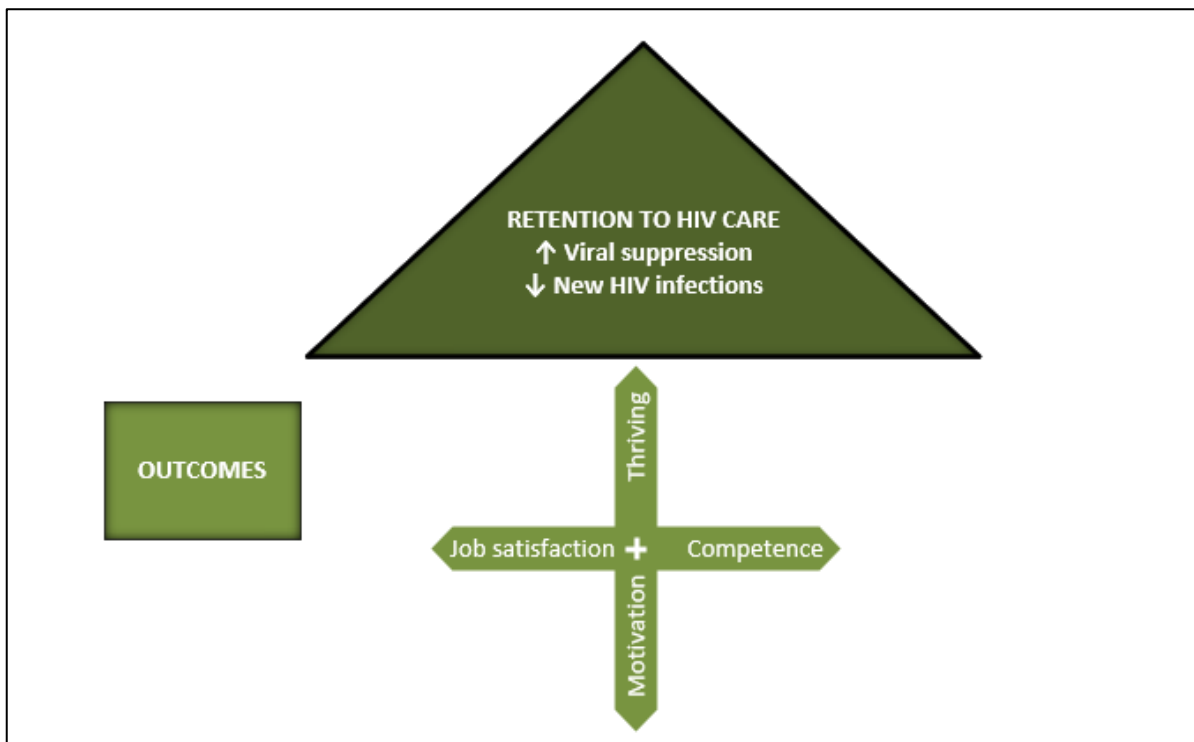 RETENTION TO HIV CARE
↑ Viral suppression
↓ New HIV infections
Thriving
OUTCOMES
Job satisfaction + Competence
Motivation